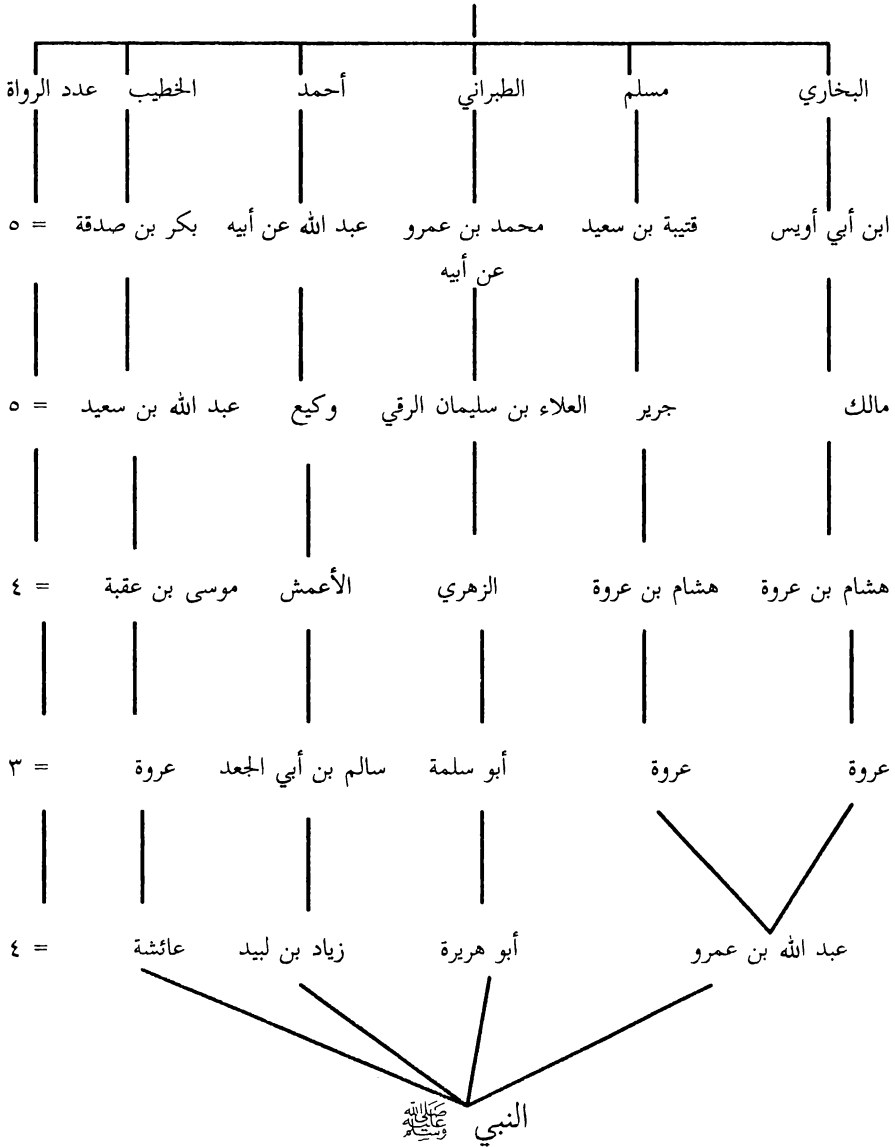 البخاري مسلم الطبراني أحمد الخطيب عدد الرواة
ابن أبي أويس قتيبة بن سعيد محمد بن عمرو عبد الله عن أبيه بكر بن صدقة = ٥
عن أبيه
مالك جرير العلاء بن سليمان الرقي وكيع عبد الله بن سعيد = ٥
هشام بن عروة هشام بن عروة الزهري الأعمش موسى بن عقبة = ٤
عروة عروة أبو سلمة سالم بن أبي الجعد عروة = ٣
عبد الله بن عمرو أبو هريرة زياد بن لبيد عائشة = ٤
النبي ﷺ